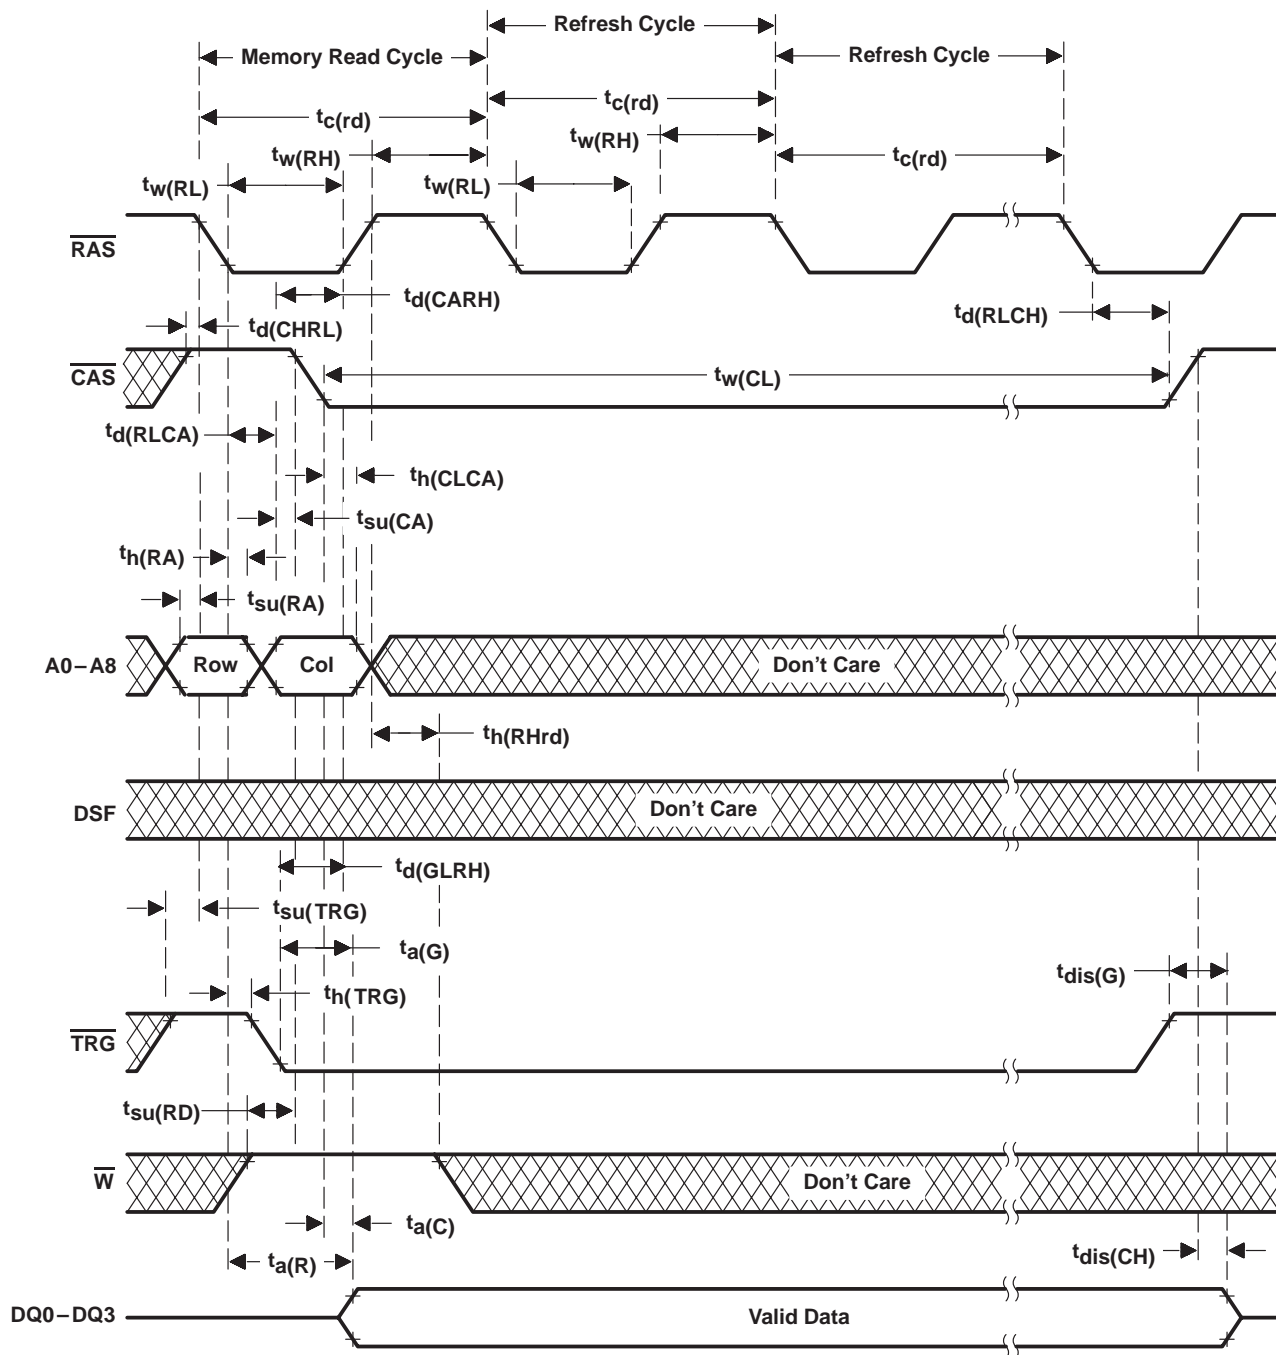 Refresh Cycle
Memory Read Cycle
Refresh Cycle
tc(rd)
tc(rd)
tw(RH)
tw(RH)
tc(rd)
tw(RL)
tw(RL)
RAS
td(CARH)
td(CHRL)
td(RLCH)
CAS
tw(CL)
td(RLCA)
th(CLCA)
tsu(CA)
th(RA)
tsu(RA)
A0–A8
Row
Col
Don't Care
th(RHrd)
DSF
Don't Care
td(GLRH)
tsu(TRG)
ta(G)
tdis(G)
th(TRG)
TRG
tsu(RD)
W
Don't Care
ta(C)
ta(R)
tdis(CH)
DQ0–DQ3
Valid Data